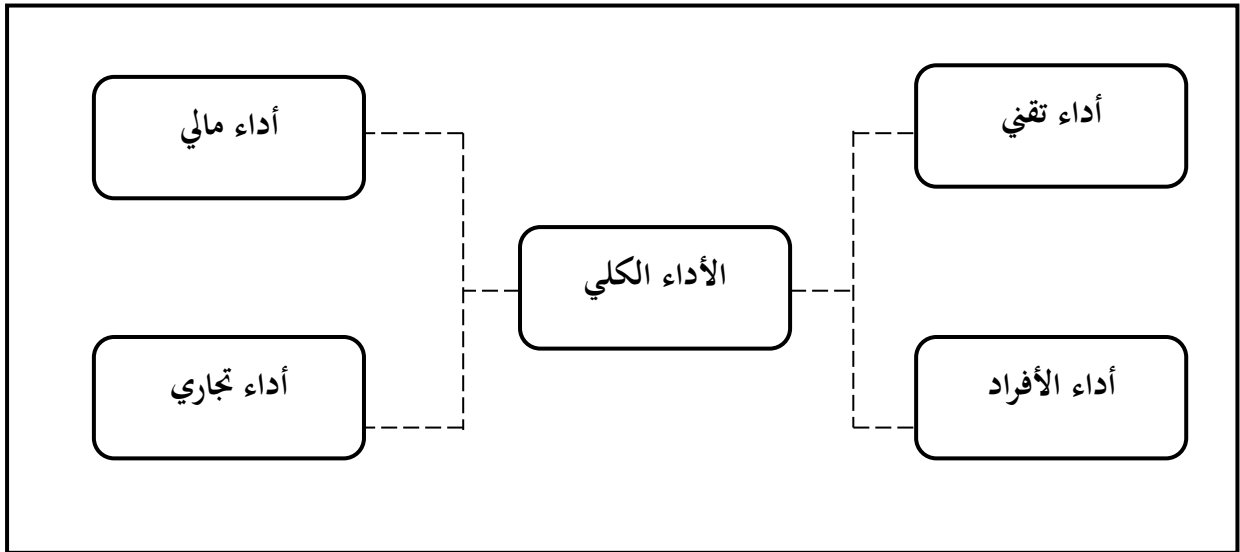 أداء تقني
أداء مالي
الأداء الكلي
أداء الأفراد
أداء تجاري